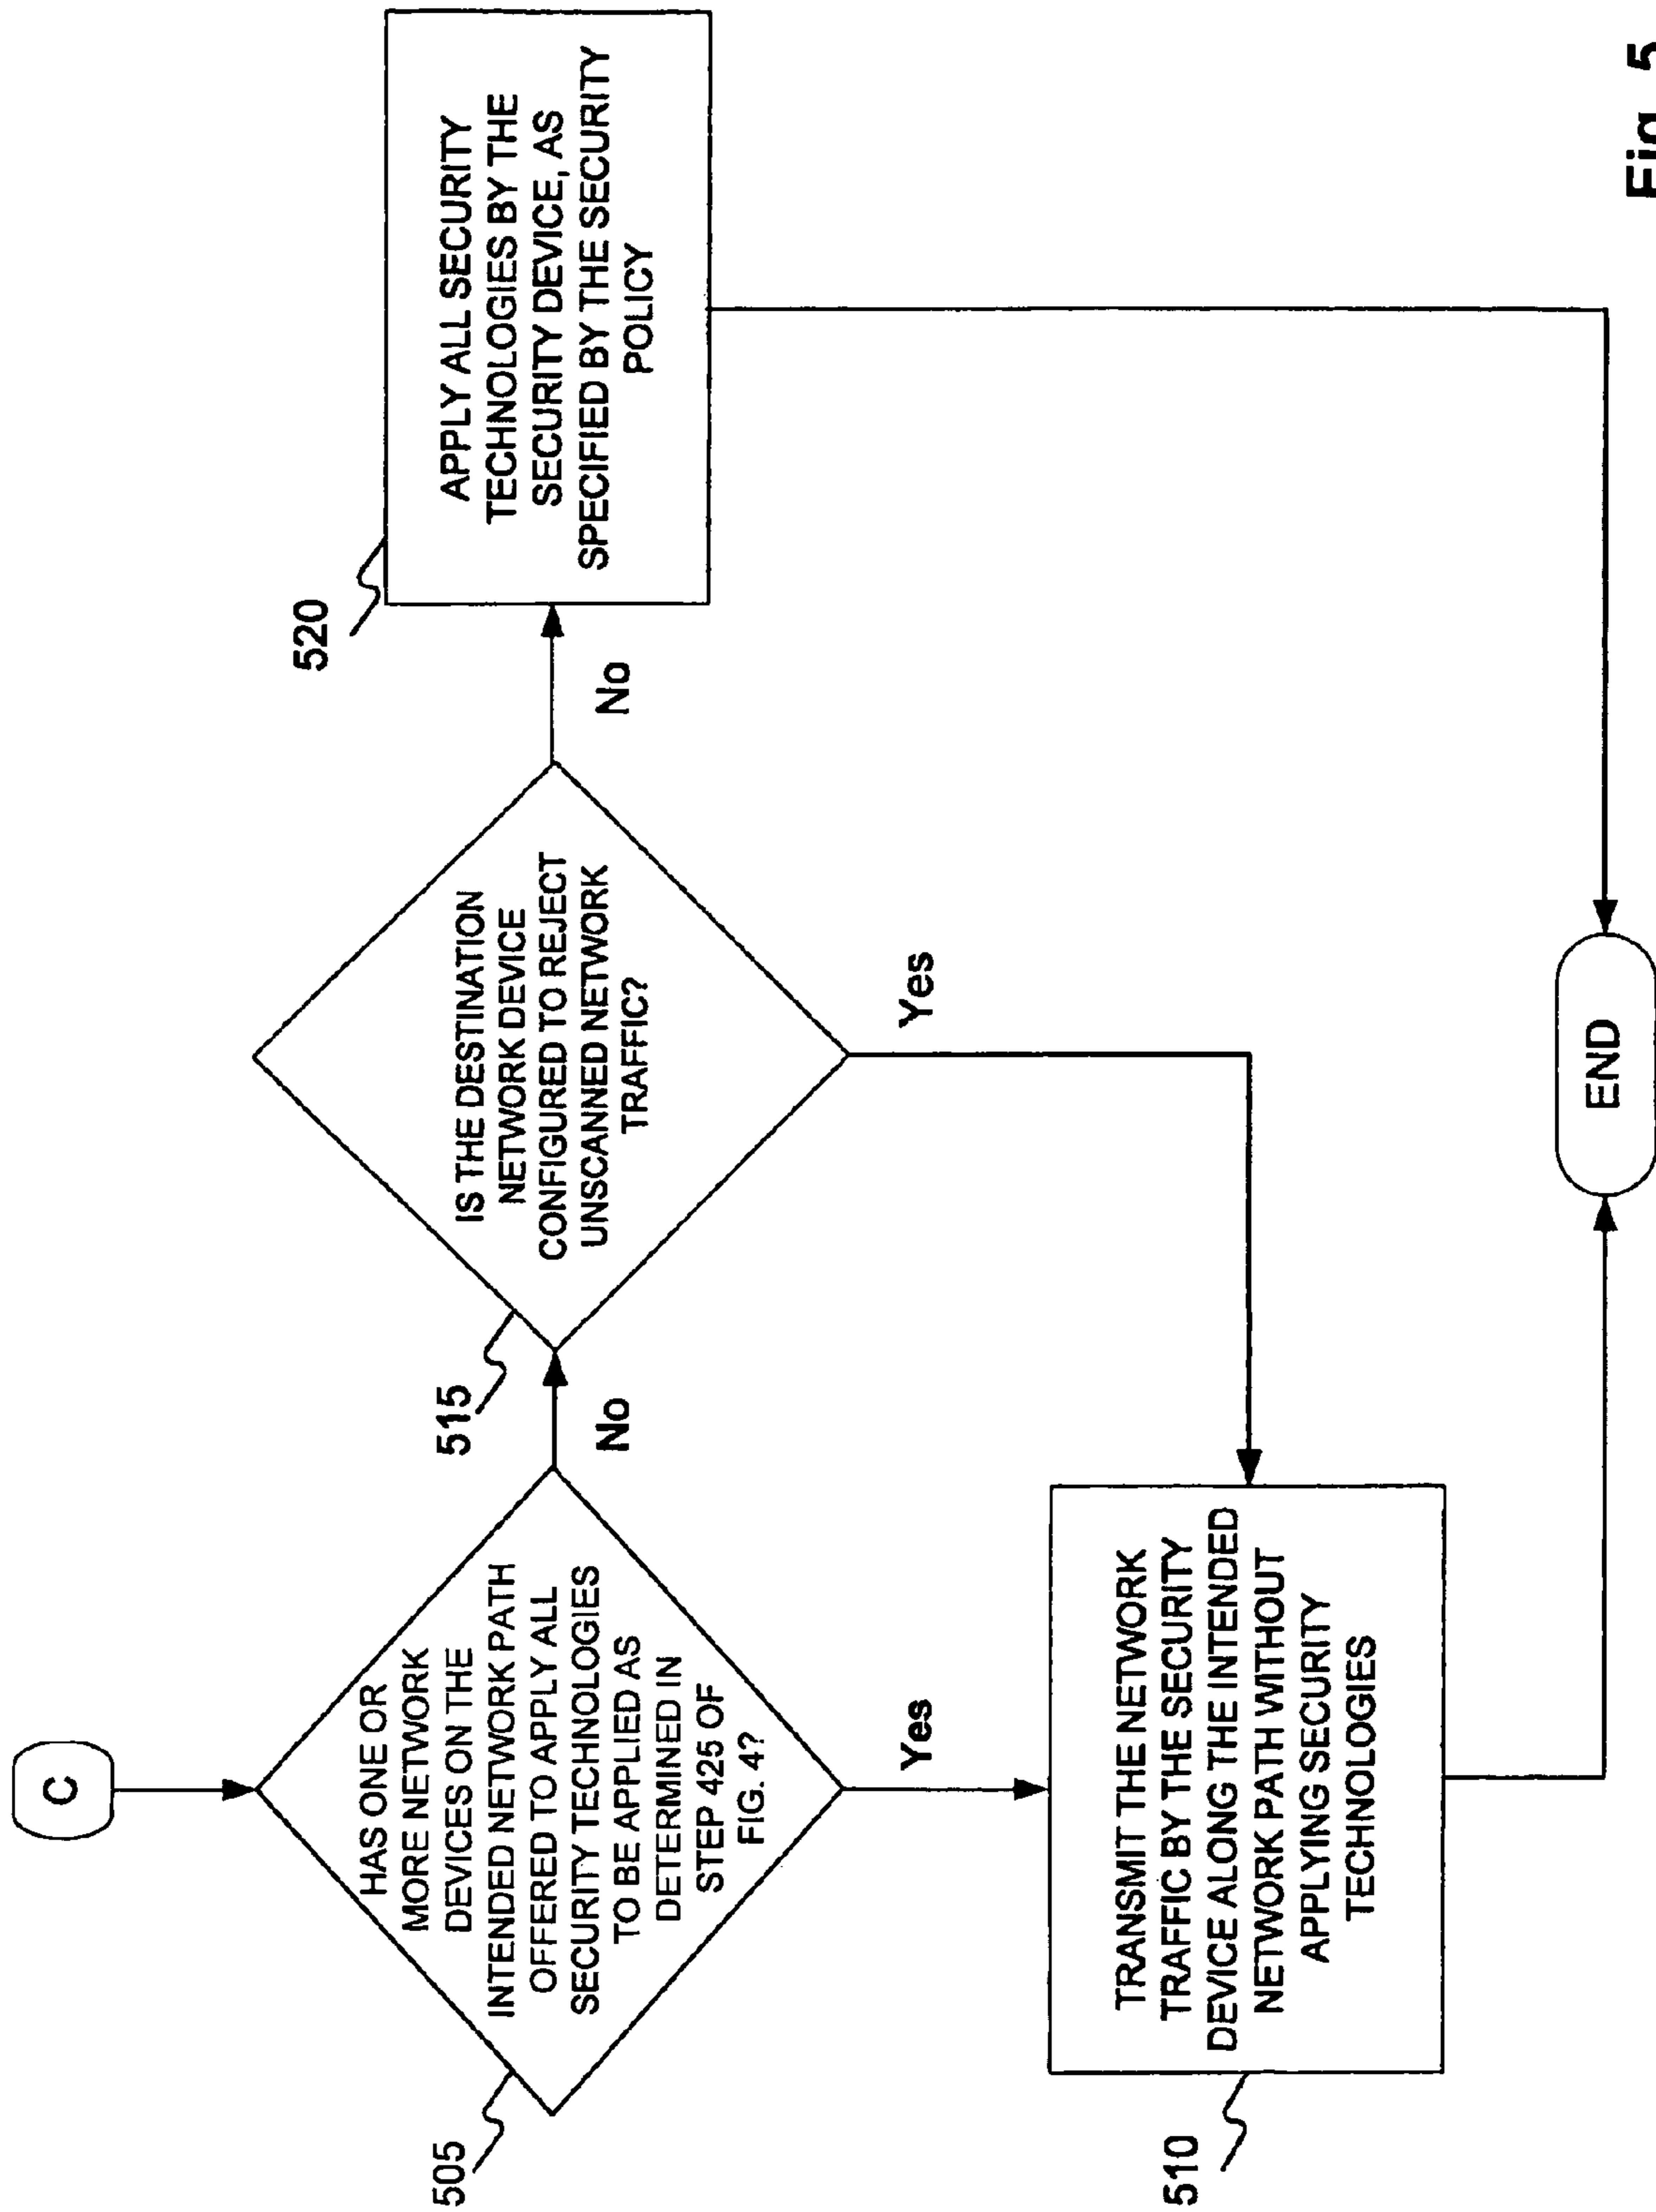 C
505
HAS ONE OR
MORE NETWORK
DEVICES ON THE
INTENDED NETWORK PATH
OFFERED TO APPLY ALL
SECURITY TECHNOLOGIES
TO BE APPLIED AS
DETERMINED IN
STEP 425 OF
FIG. 4?
No
Yes
515
IS THE DESTINATION
NETWORK DEVICE
CONFIGURED TO REJECT
UNSCANNED NETWORK
TRAFFIC?
No
Yes
520
APPLY ALL SECURITY
TECHNOLOGIES BY THE
SECURITY DEVICE, AS
SPECIFIED BY THE SECURITY
POLICY
510
TRANSMIT THE NETWORK
TRAFFIC BY THE SECURITY
DEVICE ALONG THE INTENDED
NETWORK PATH WITHOUT
APPLYING SECURITY
TECHNOLOGIES
END
Fig. 5